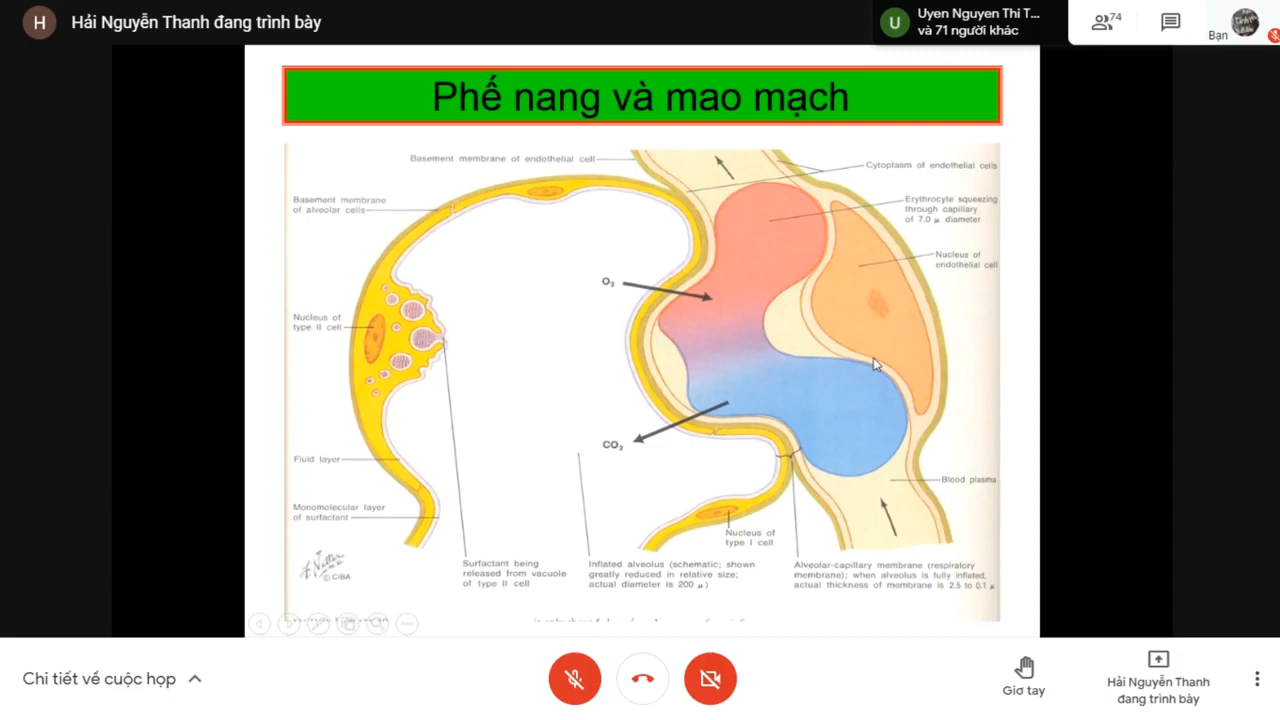 H
Hải Nguyễn Thanh đang trình bày
U
Uyen Nguyen Thi T...
và 71 người khác
74
Bạn
Phế nang và mao mạch
Basement membrane of endothelial cell
Cytoplasm of endothelial cells
Basement membrane
of alveolar cells
Erythrocyte squeezing
through capillary
of 7.0 μ diameter
Nucleus of
endothelial cell
O₂
Nucleus of
type II cell
CO₂
Fluid layer
Blood plasma
Monomolecular layer
of surfactant
Nucleus of
type I cell
© CIBA
Surfactant being
released from vacuole
of type II cell
Inflated alveolus (schematic; shown
greatly reduced in relative size;
actual diameter is 200 μ)
Alveolar-capillary membrane (respiratory
membrane); when alveolus is fully inflated,
actual thickness of membrane is 2.5 to 0.1 μ
Chi tiết về cuộc họp
Giơ tay
Hải Nguyễn Thanh
đang trình bày